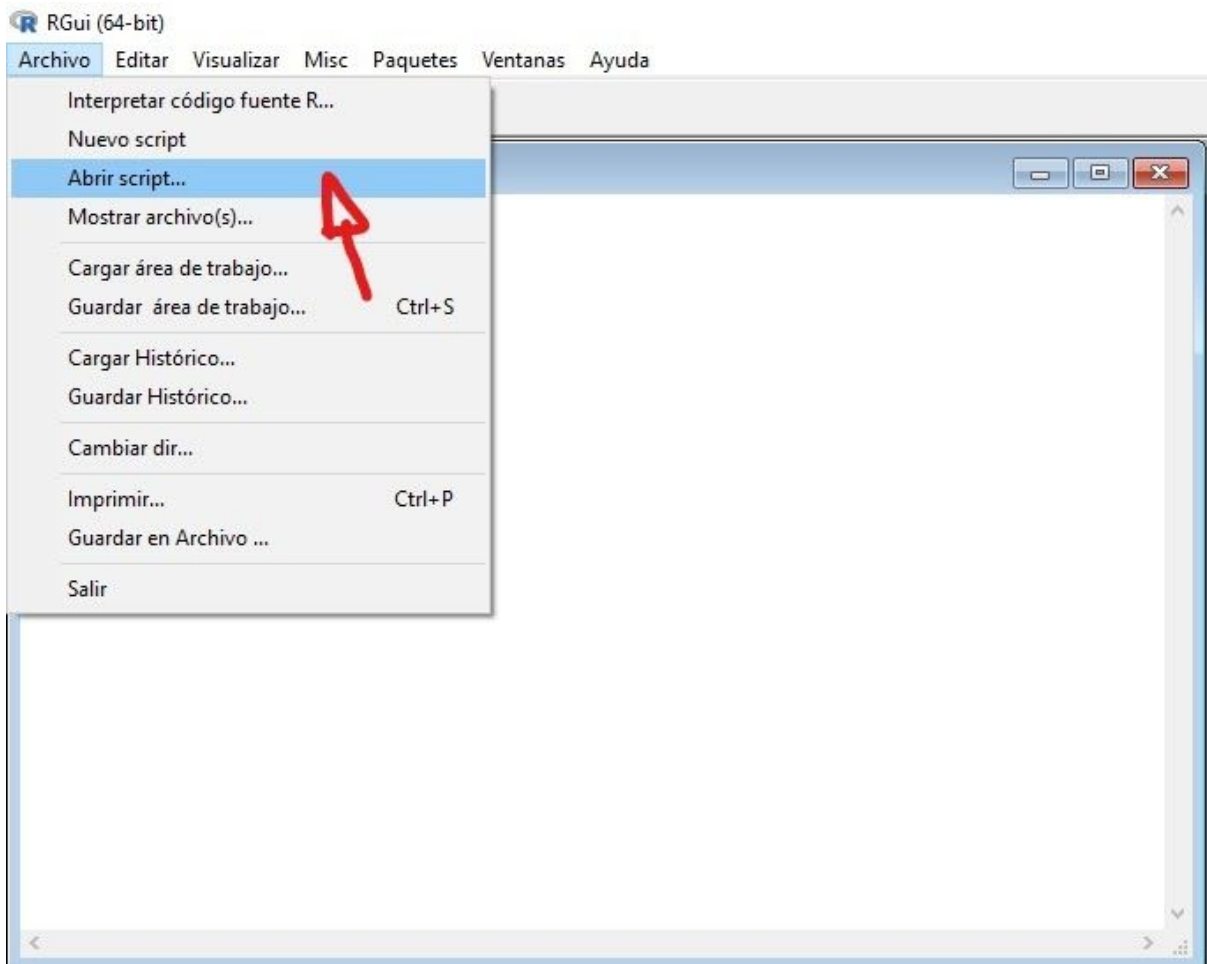 RGui (64-bit)
Archivo Editar Visualizar Misc Paquetes Ventanas Ayuda
Interpretar código fuente R...
Nuevo script
Abrir script...
Mostrar archivo(s)...
Cargar área de trabajo...
Guardar  área de trabajo... Ctrl+S
Cargar Histórico...
Guardar Histórico...
Cambiar dir...
Imprimir... Ctrl+P
Guardar en Archivo ...
Salir